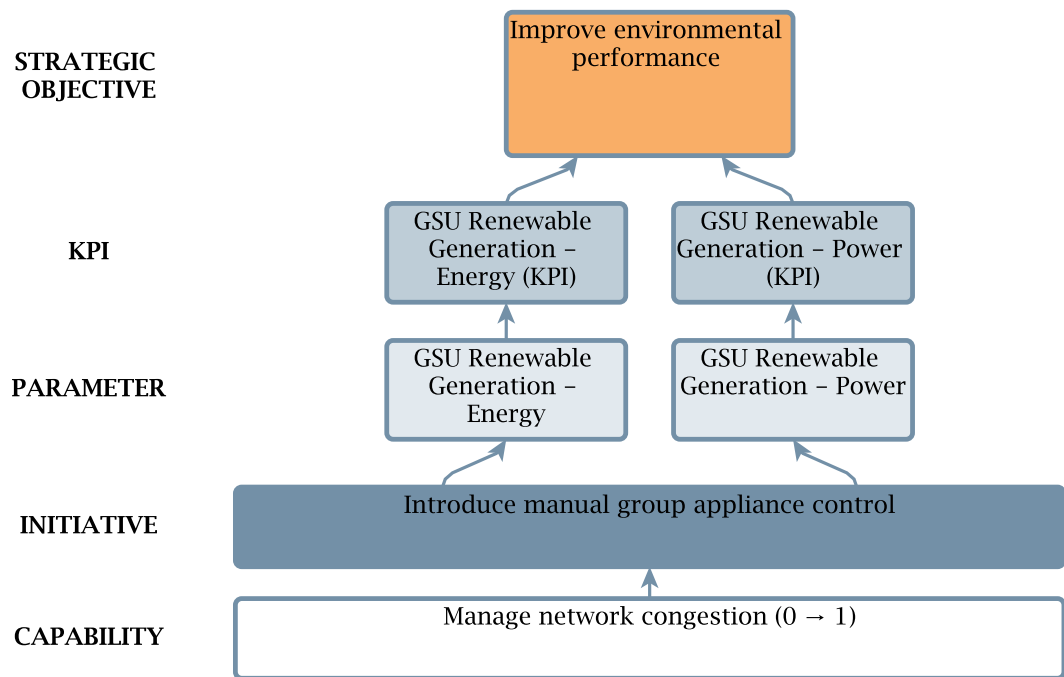 STRATEGIC
OBJECTIVE
Improve environmental
performance
KPI
GSU Renewable
Generation –
Energy (KPI)
GSU Renewable
Generation – Power
(KPI)
PARAMETER
GSU Renewable
Generation –
Energy
GSU Renewable
Generation – Power
INITIATIVE
Introduce manual group appliance control
CAPABILITY
Manage network congestion (0 → 1)